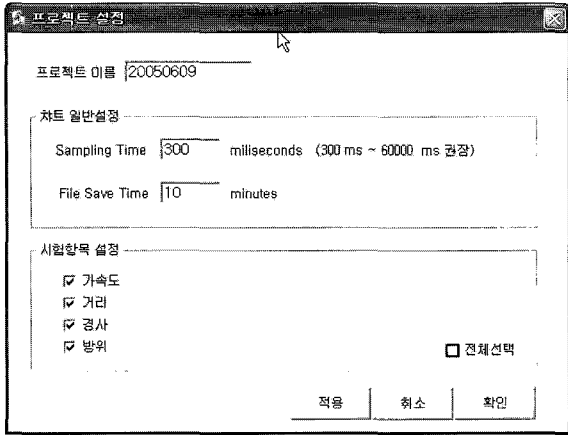 프로젝트 설정
프로젝트 이름 20050609
챠트 일반설정
Sampling Time 300 miliseconds (300 ms ~ 60000 ms 권장)
File Save Time 10 minutes
시험항목 설정
가속도
거리
경사
방위
전체선택
적용 취소 확인